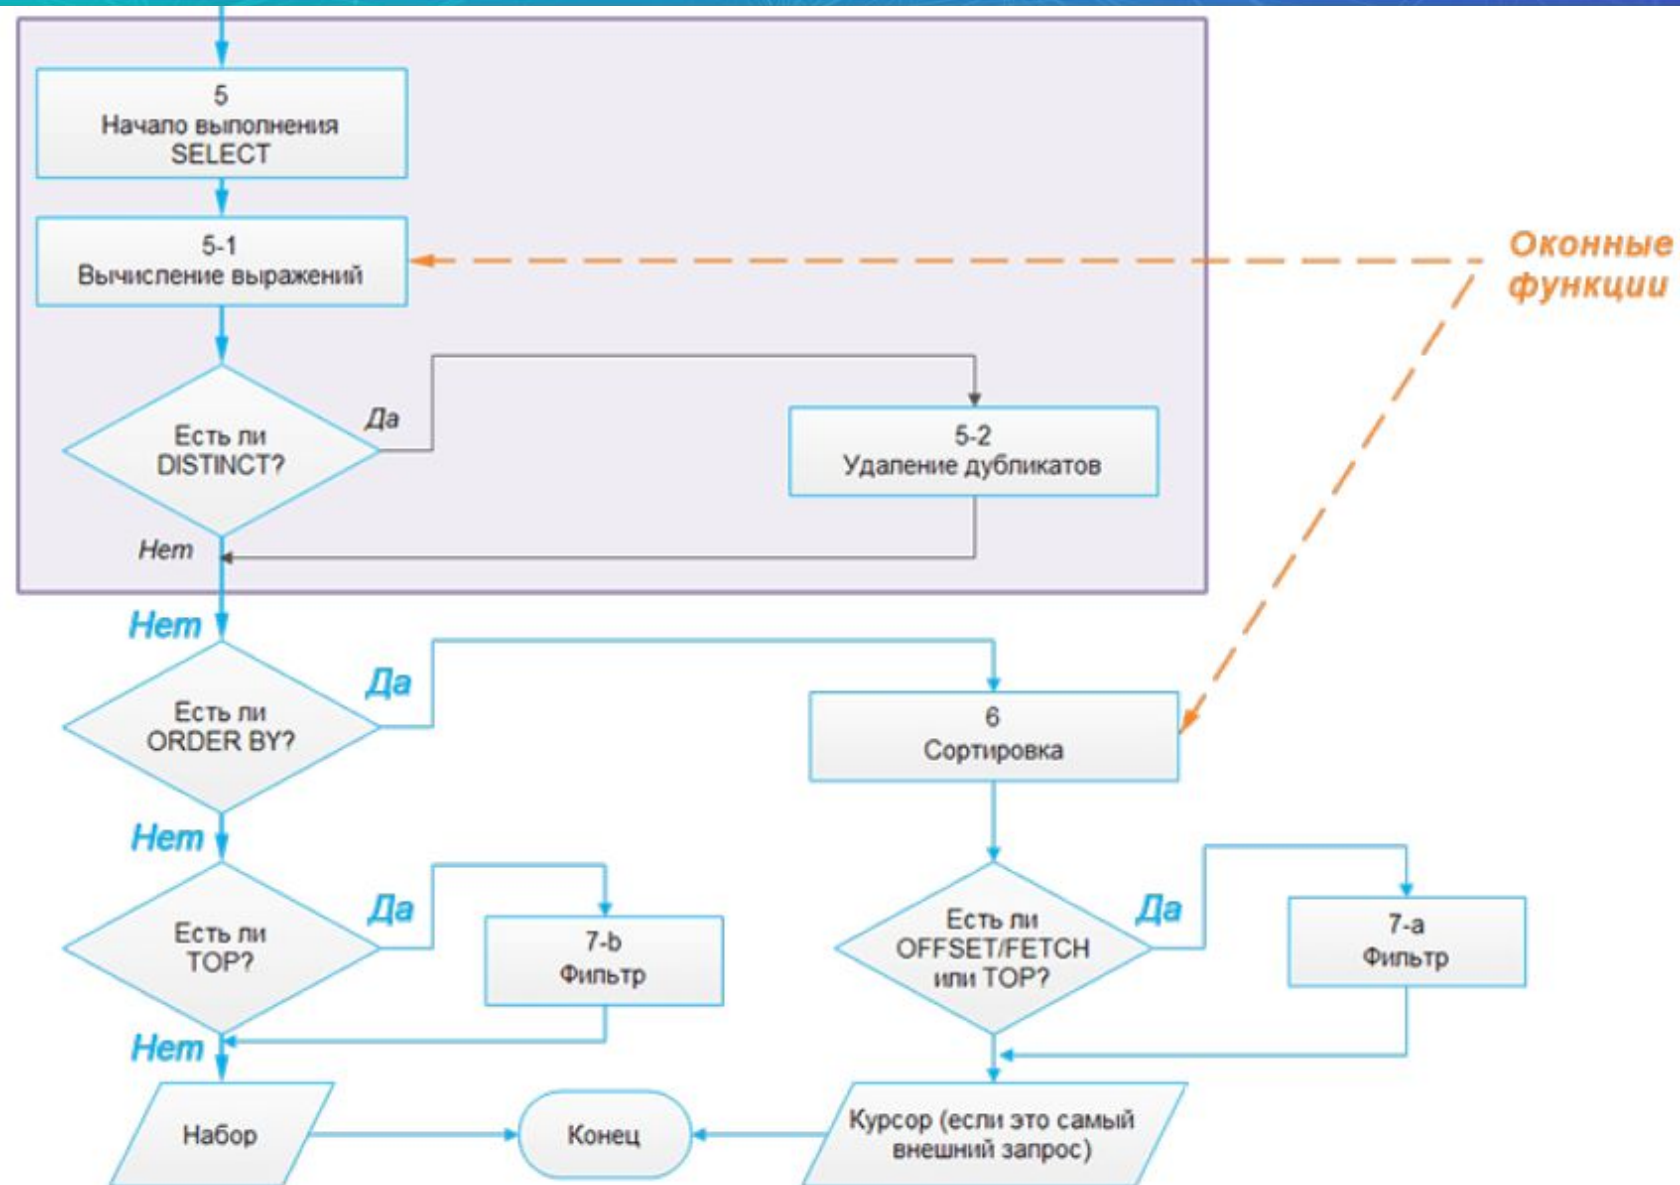 5
Начало выполнения
SELECT
5-1
Вычисление выражений
Оконные
функции
Есть ли
DISTINCT?
Да
5-2
Удаление дубликатов
Нет
Нет
Есть ли
ORDER BY?
Да
6
Сортировка
Нет
Есть ли
TOP?
Да
7-b
Фильтр
Есть ли
OFFSET/FETCH
или TOP?
Да
7-a
Фильтр
Нет
Набор
Конец
Курсор (если это самый
внешний запрос)